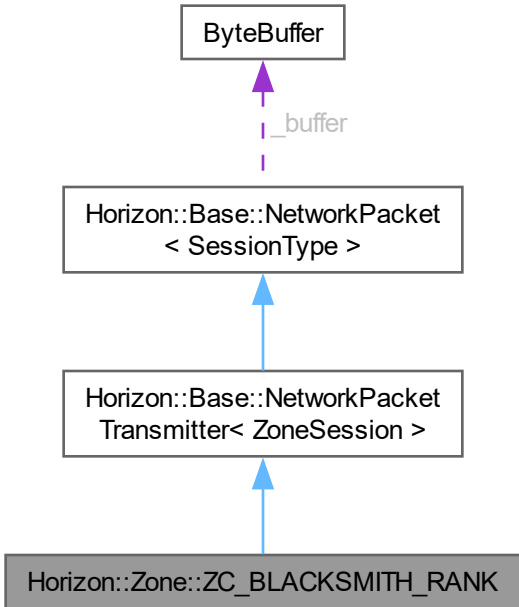 ByteBuffer
_buffer
Horizon::Base::NetworkPacket
< SessionType >
Horizon::Base::NetworkPacket
Transmitter< ZoneSession >
Horizon::Zone::ZC_BLACKSMITH_RANK